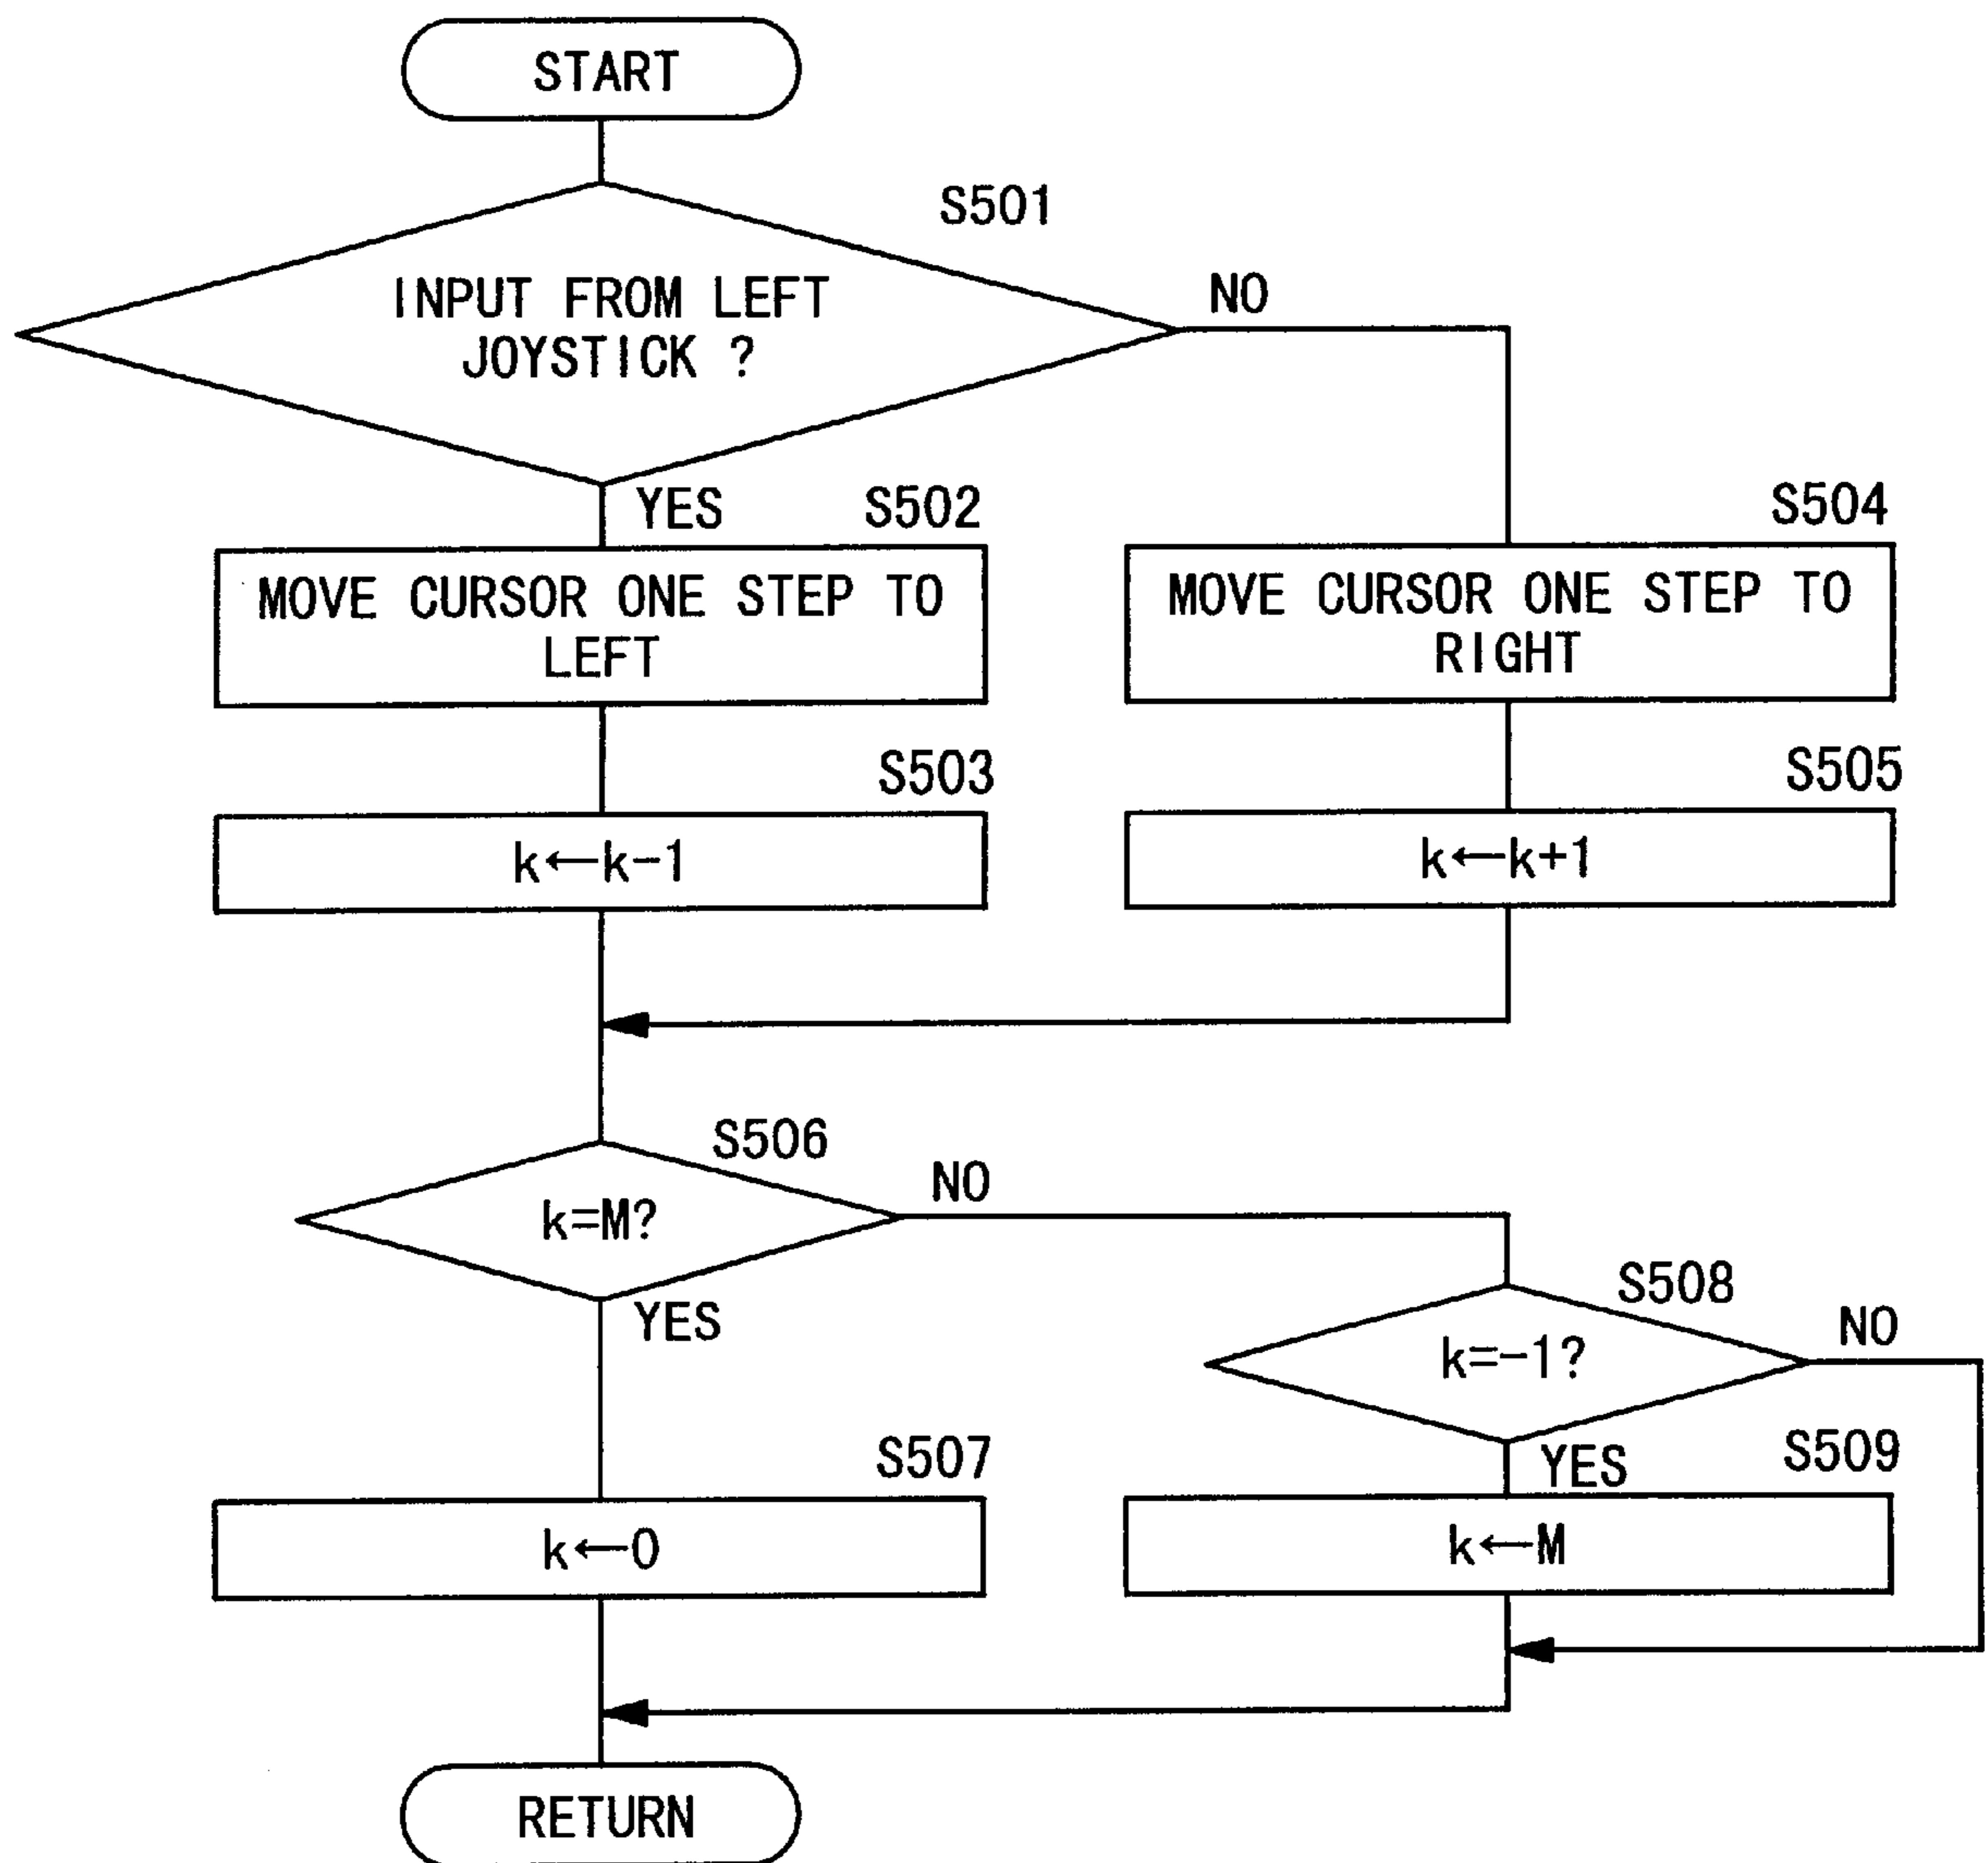 START
S501
INPUT FROM LEFT
JOYSTICK ?
NO
YES
S502
S504
MOVE CURSOR ONE STEP TO
LEFT
MOVE CURSOR ONE STEP TO
RIGHT
S503
S505
k←k-1
k←k+1
S506
k=M?
NO
YES
S508
k=-1?
NO
YES
S507
S509
k←0
k←M
RETURN